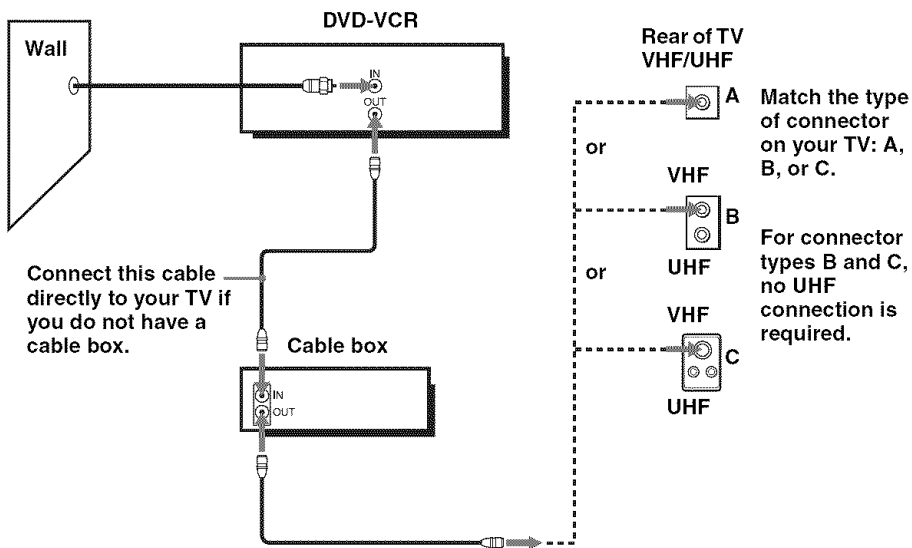 DVD-VCR
Wall
IN
OUT
Rear of TV
VHF/UHF
A
Match the type
of connector
on your TV: A,
B, or C.
or
VHF
B
UHF
For connector
types B and C,
no UHF
connection is
required.
or
VHF
C
UHF
Connect this cable
directly to your TV if
you do not have a
cable box.
Cable box
IN
OUT